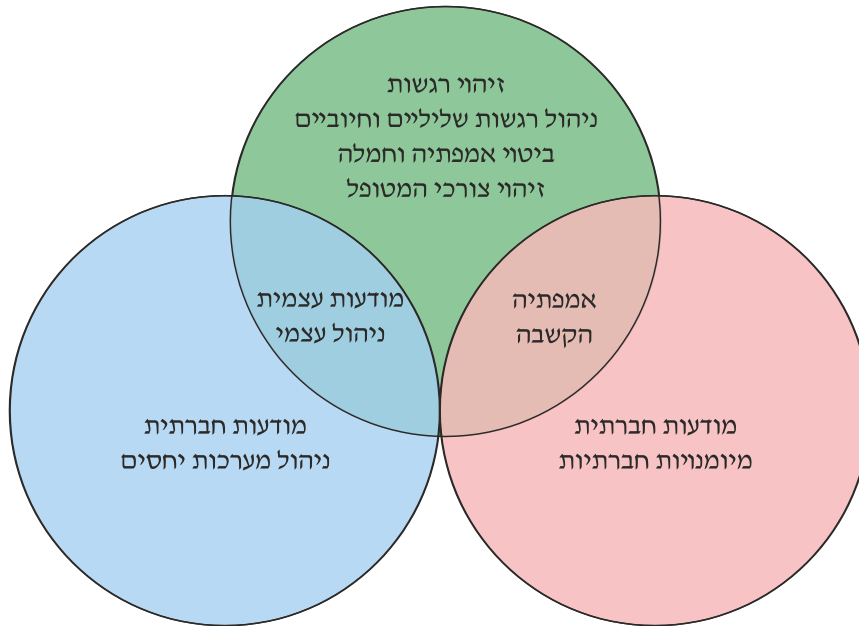 זיהוי רגשות
ניהול רגשות שליליים וחיוביים
ביטוי אמפתיה וחמלה
זיהוי צורכי המטופל
אמפתיה
הקשבה
מודעות עצמית
ניהול עצמי
מודעות חברתית
מיומנויות חברתיות
מודעות חברתית
ניהול מערכות יחסים